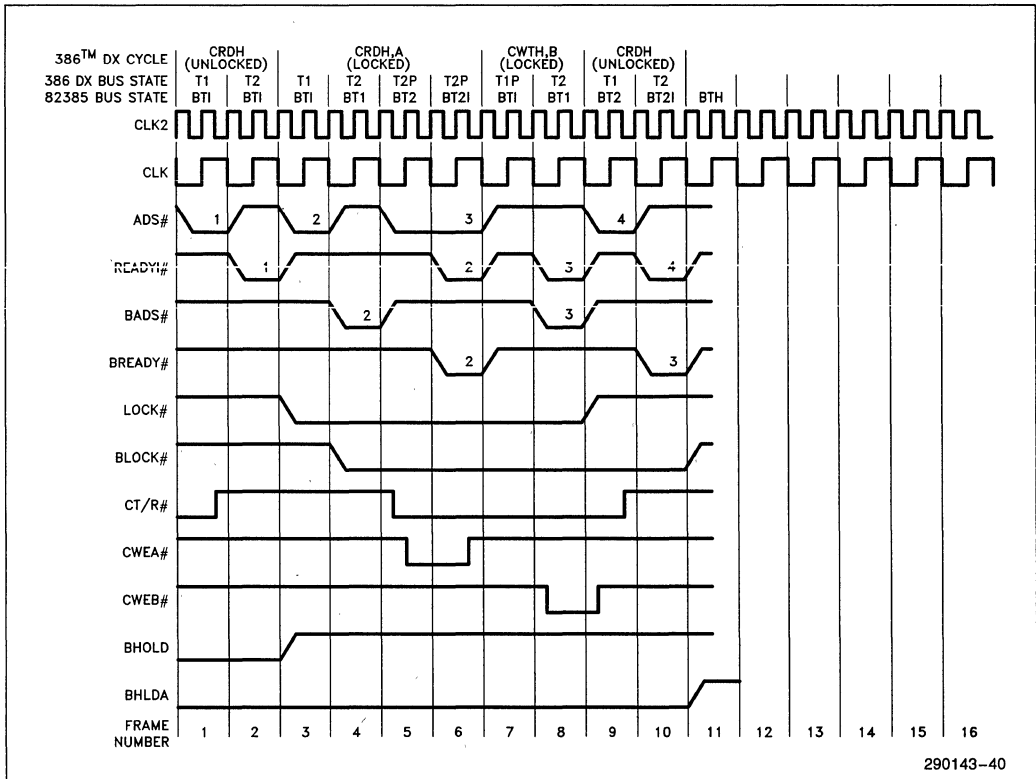 386™ DX CYCLE CRDH (UNLOCKED) CRDH,A (LOCKED) CWTH,B (LOCKED) CRDH (UNLOCKED)
386 DX BUS STATE T1 T2 T1 T2 T2P T2P T1P T2 T1 T2
82385 BUS STATE BTI BTI BTI BT1 BT2 BT2I BTI BT1 BT2 BT2I BTH
CLK2
CLK
ADS# 1 2 3 4
READYI# 1 2 3 4
BADS# 2 3
BREADY# 2 3
LOCK#
BLOCK#
CT/R#
CWEA#
CWEB#
BHOLD
BHLDA
FRAME NUMBER 1 2 3 4 5 6 7 8 9 10 11 12 13 14 15 16
290143-40